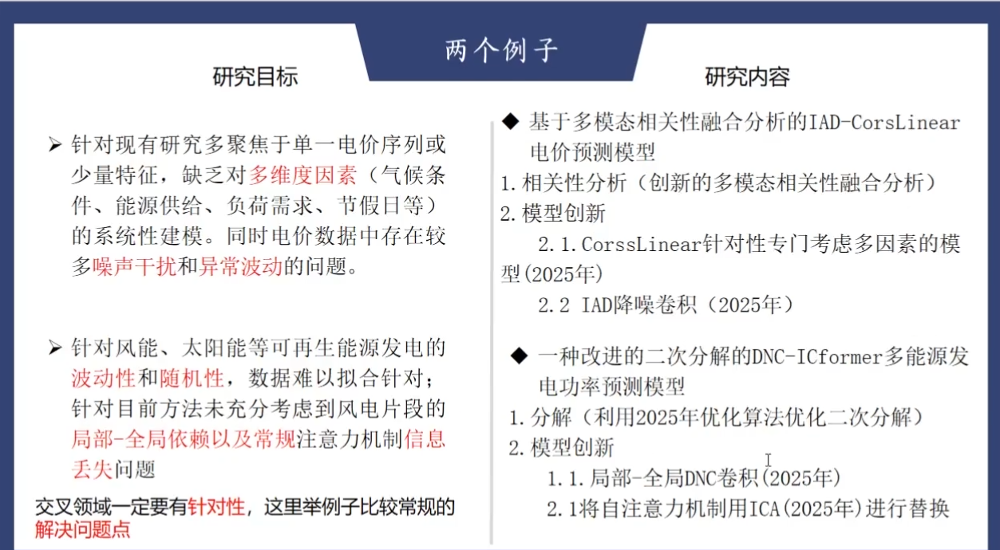 两个例子
研究目标
➢ 针对现有研究多聚焦于单一电价序列或
少量特征，缺乏对多维度因素（气候条
件、能源供给、负荷需求、节假日等）
的系统性建模。同时电价数据中存在较
多噪声干扰和异常波动的问题。
➢ 针对风能、太阳能等可再生能源发电的
波动性和随机性，数据难以拟合针对；
针对目前方法未充分考虑到风电片段的
局部-全局依赖以及常规注意力机制信息
丢失问题
交叉领域一定要有针对性，这里举例子比较常规的
解决问题点
研究内容
◆ 基于多模态相关性融合分析的IAD-CorsLinear
电价预测模型
1.相关性分析（创新的多模态相关性融合分析）
2.模型创新
2.1.CorssLinear针对性专门考虑多因素的模
型(2025年)
2.2 IAD降噪卷积（2025年）
◆ 一种改进的二次分解的DNC-ICformer多能源发
电功率预测模型
1.分解（利用2025年优化算法优化二次分解）
2.模型创新
1.1.局部-全局DNC卷积(2025年)
2.1将自注意力机制用ICA(2025年)进行替换